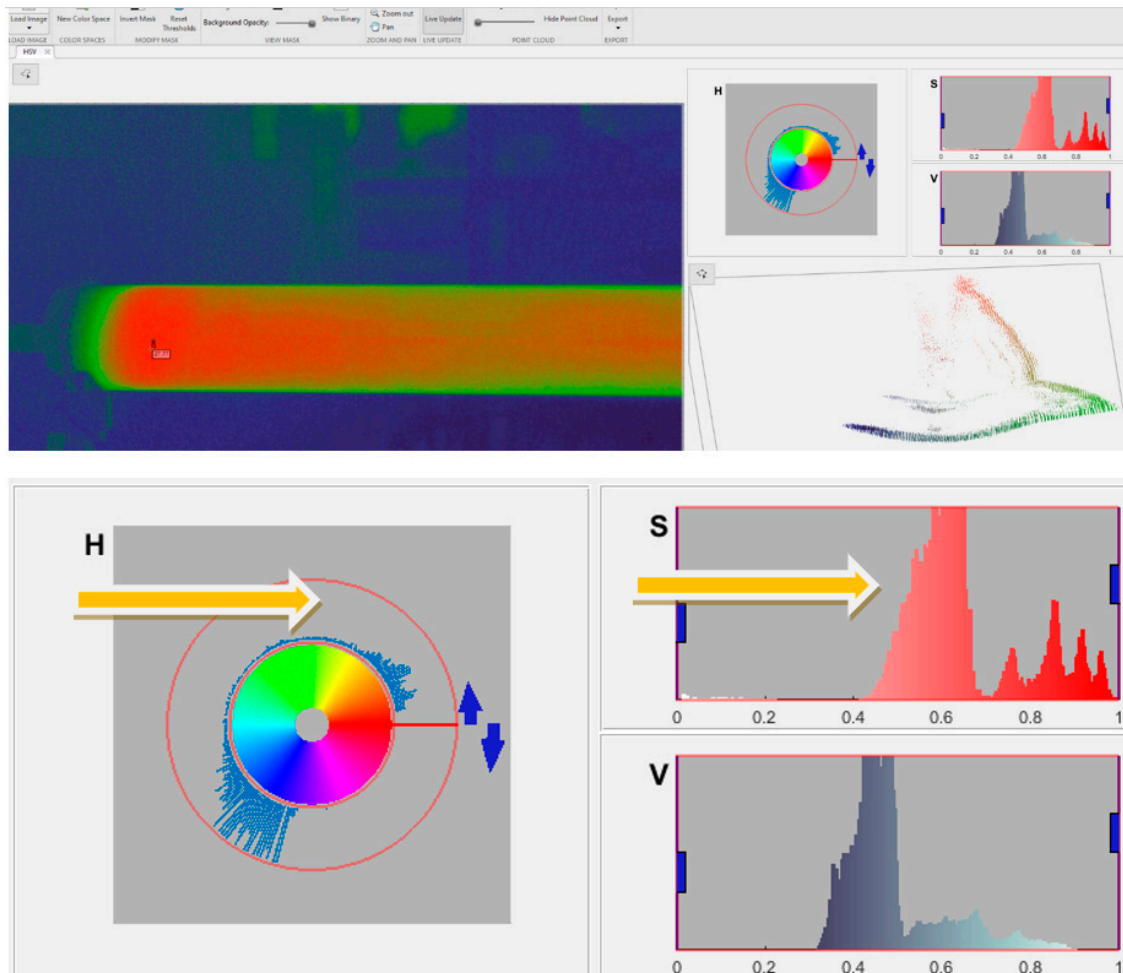 Load Image New Color Space Invert Mask Reset Thresholds Background Opacity: Show Binary Zoom out Pan Live Update Hide Point Cloud Export
LOAD IMAGE COLOR SPACES MODIFY MASK VIEW MASK ZOOM AND PAN LIVE UPDATE POINT CLOUD EXPORT
HSV
H
S
0 0.2 0.4 0.6 0.8 1
V
0 0.2 0.4 0.6 0.8 1
H
S
0 0.2 0.4 0.6 0.8 1
V
0 0.2 0.4 0.6 0.8 1